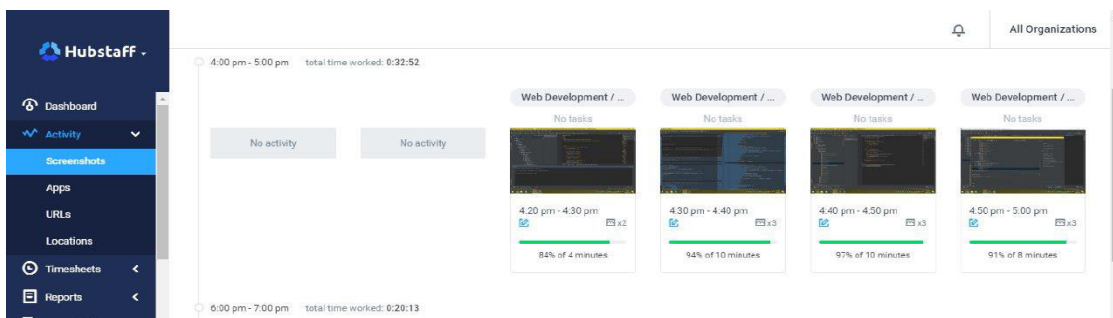 Hubstaff
All Organizations
4:00 pm - 5:00 pm total time worked: 0:32:52
Dashboard
Activity
Screenshots
Apps
URLs
Locations
Timesheets
Reports
No activity
No activity
Web Development / ...
No tasks
4:20 pm - 4:30 pm
x2
84% of 4 minutes
Web Development / ...
No tasks
4:30 pm - 4:40 pm
x3
94% of 10 minutes
Web Development / ...
No tasks
4:40 pm - 4:50 pm
x3
97% of 10 minutes
Web Development / ...
No tasks
4:50 pm - 5:00 pm
x3
91% of 8 minutes
6:00 pm - 7:00 pm total time worked: 0:20:13